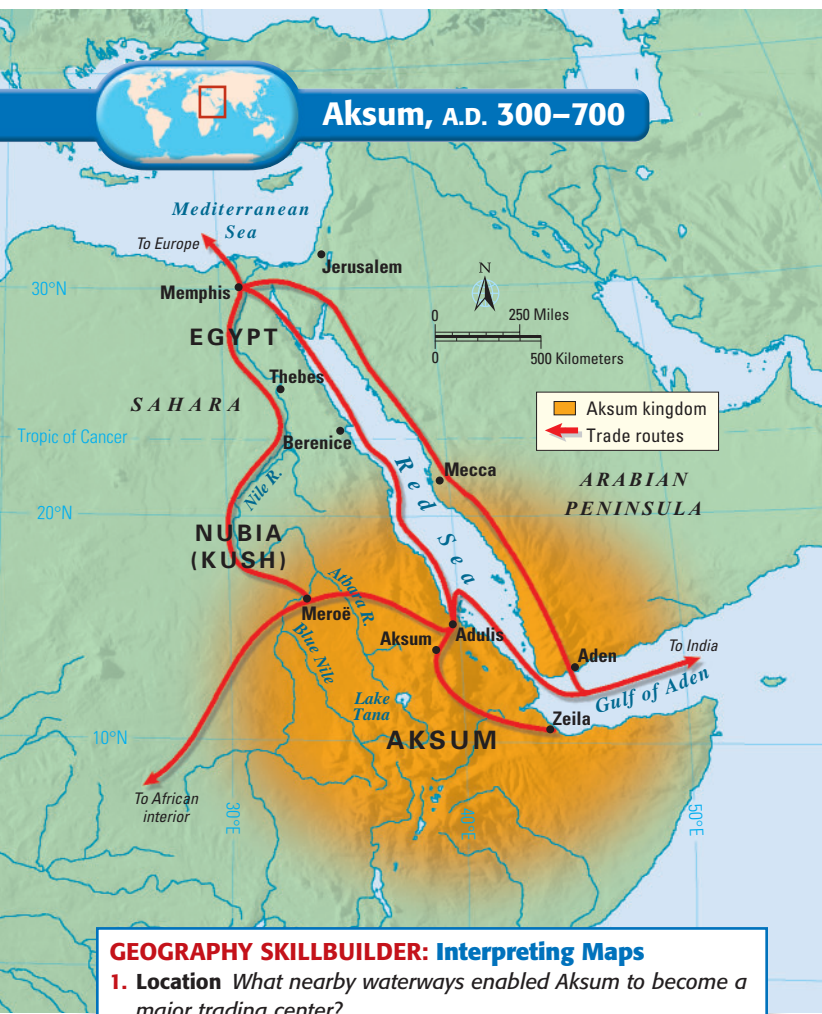 Aksum, A.D. 300–700
Mediterranean
Sea
To Europe
Jerusalem
30°N
Memphis
N
0 250 Miles
0 500 Kilometers
EGYPT
Thebes
SAHARA
Aksum kingdom
Trade routes
Tropic of Cancer
Berenice
Red Sea
Mecca
ARABIAN
PENINSULA
Nile R.
20°N
NUBIA
(KUSH)
Atbara R.
Meroë
Blue Nile
Aksum
Adulis
Aden
To India
Gulf of Aden
Lake
Tana
Zeila
10°N
AKSUM
To African
interior
30°E
40°E
50°E
GEOGRAPHY SKILLBUILDER: Interpreting Maps
1. Location What nearby waterways enabled Aksum to become a
major trading center?